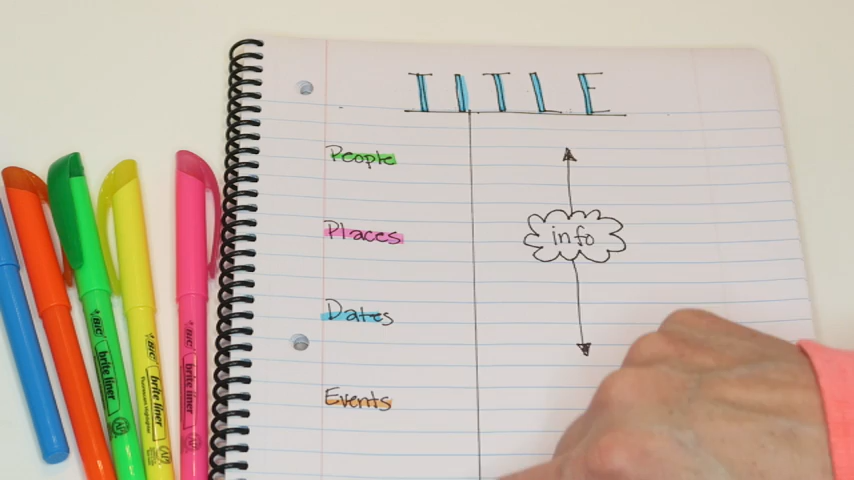 TITLE
People
Places
info
Dates
Events
BIC brite liner
BIC brite liner
BIC brite liner